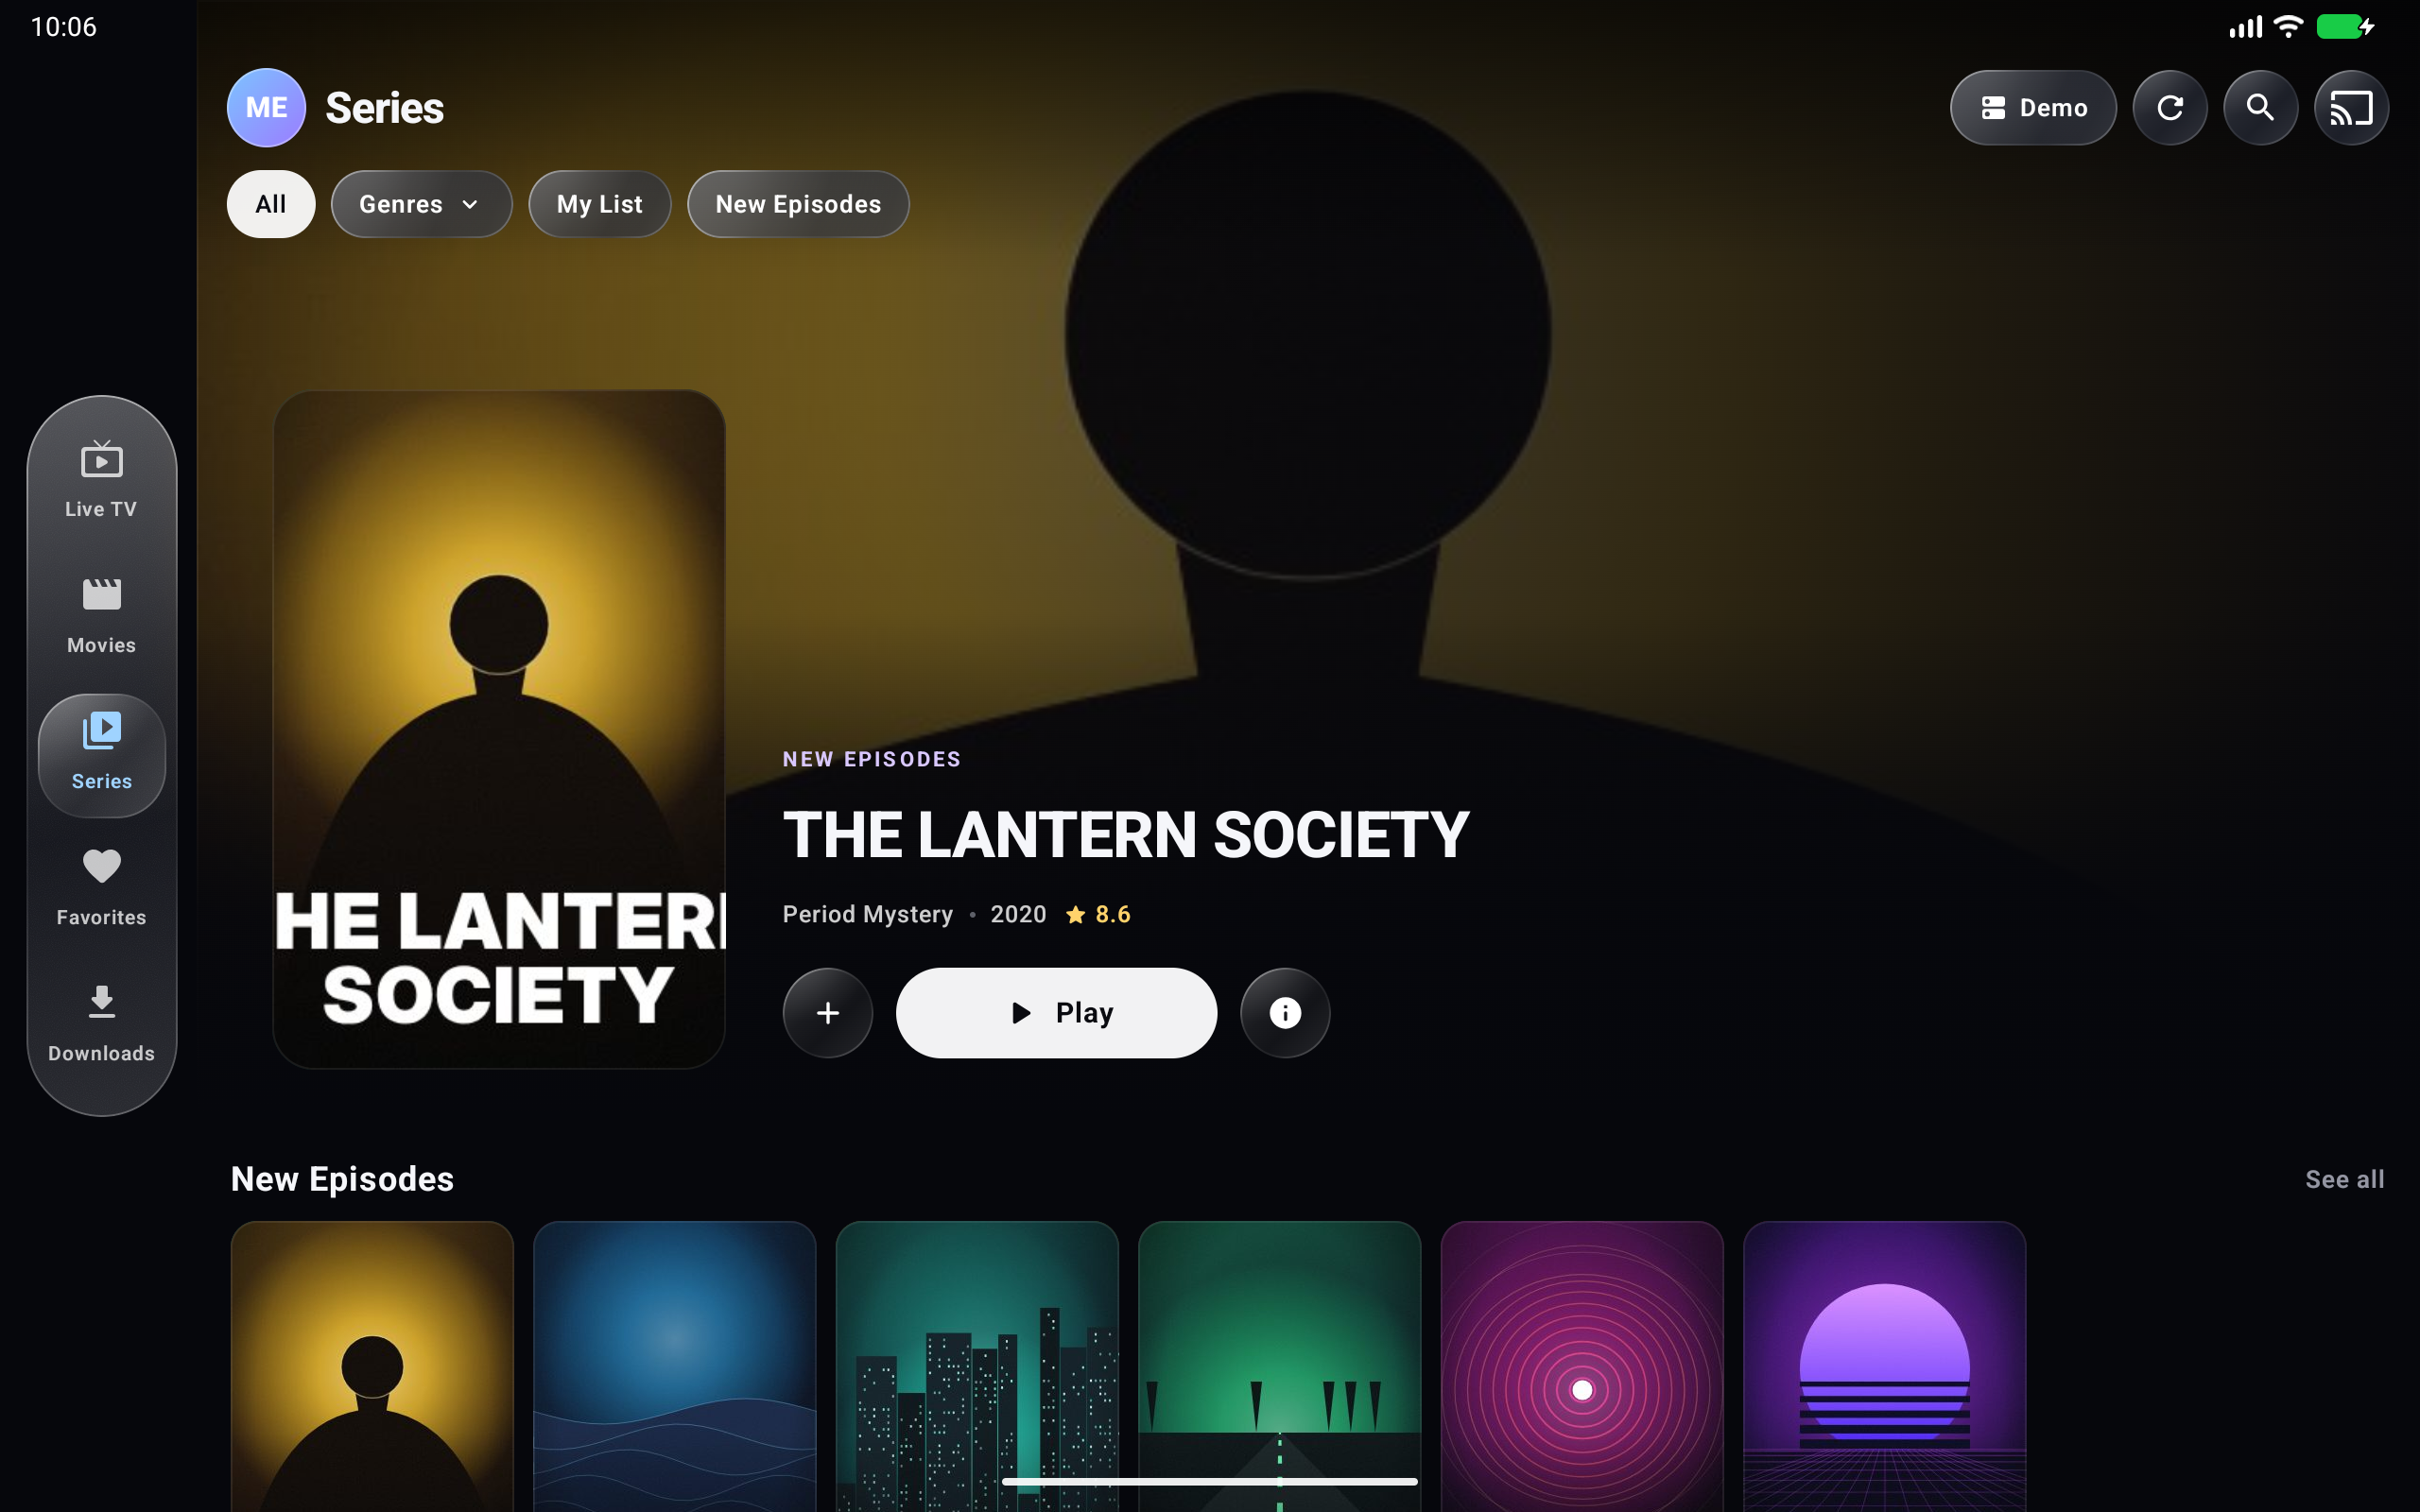 10:06
ME
Series
Demo
All
Genres
My List
New Episodes
Live TV
Movies
Series
Favorites
Downloads
HE LANTER
SOCIETY
NEW EPISODES
THE LANTERN SOCIETY
Period Mystery • 2020 ★ 8.6
Play
New Episodes
See all